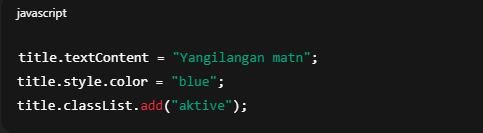 javascript
title.textContent = "Yangilangan matn";
title.style.color = "blue";
title.classList.add("aktive");